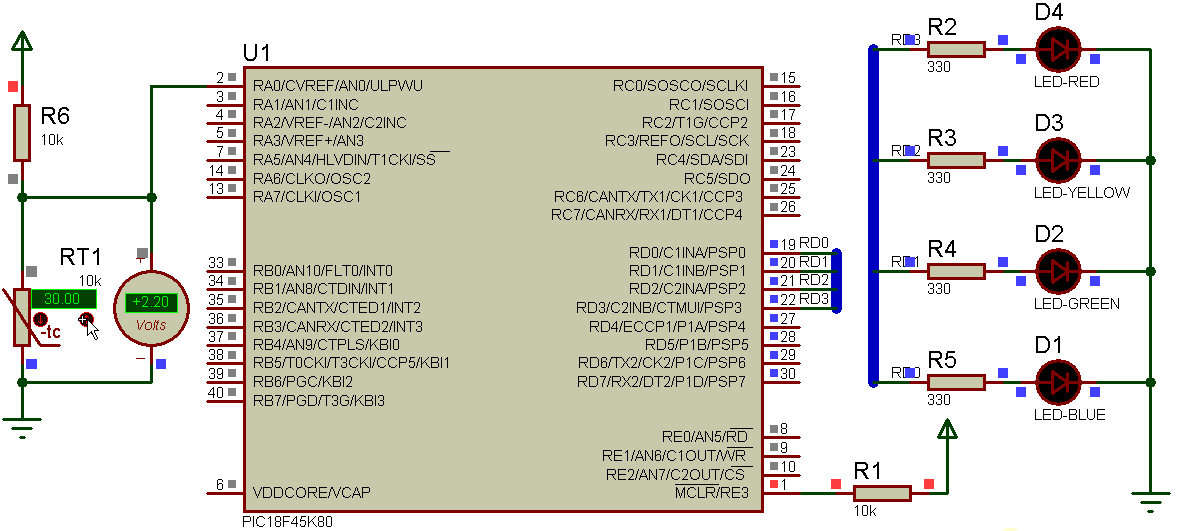 U1
R6
10k
RT1
10k
30.00
-tc
+2.20
Volts
2 RA0/CVREF/AN0/ULPWU
3 RA1/AN1/C1INC
4 RA2/VREF-/AN2/C2INC
5 RA3/VREF+/AN3
7 RA5/AN4/HLVDIN/T1CKI/SS
14 RA6/CLKO/OSC2
13 RA7/CLKI/OSC1
33 RB0/AN10/FLT0/INT0
34 RB1/AN8/CTDIN/INT1
35 RB2/CANTX/CTED1/INT2
36 RB3/CANRX/CTED2/INT3
37 RB4/AN9/CTPLS/KBI0
38 RB5/T0CKI/T3CKI/CCP5/KBI1
39 RB6/PGC/KBI2
40 RB7/PGD/T3G/KBI3
6 VDDCORE/VCAP
RC0/SOSCO/SCLKI 15
RC1/SOSCI 16
RC2/T1G/CCP2 17
RC3/REFO/SCL/SCK 18
RC4/SDA/SDI 23
RC5/SDO 24
RC6/CANTX/TX1/CK1/CCP3 25
RC7/CANRX/RX1/DT1/CCP4 26
RD0/C1INA/PSP0 19 RD0
RD1/C1INB/PSP1 20 RD1
RD2/C2INA/PSP2 21 RD2
RD3/C2INB/CTMUI/PSP3 22 RD3
RD4/ECCP1/P1A/PSP4 27
RD5/P1B/PSP5 28
RD6/TX2/CK2/P1C/PSP6 29
RD7/RX2/DT2/P1D/PSP7 30
RE0/AN5/RD 8
RE1/AN6/C1OUT/WR 9
RE2/AN7/C2OUT/CS 10
MCLR/RE3 1
PIC18F45K80
R1
10k
RD3 R2 D4
330
LED-RED
RD2 R3 D3
330
LED-YELLOW
RD1 R4 D2
330
LED-GREEN
RD0 R5 D1
330
LED-BLUE